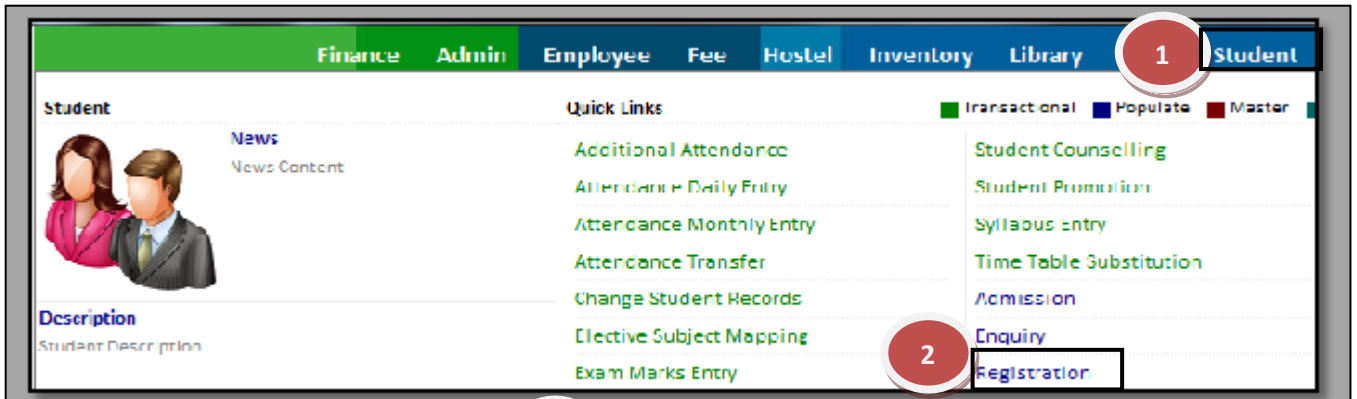 Finance Admin Employee Fee Hostel Inventory Library 1 Student
Student
Quick Links
Transactional Populate Master
News
News Content
Additional Attendance
Student Counselling
Attendance Daily Entry
Student Promotion
Attendance Monthly Entry
Syllabus Entry
Attendance Transfer
Time Table Substitution
Change Student Records
Admission
Description
Student Description
Elective Subject Mapping
Enquiry
Exam Marks Entry
2 Registration